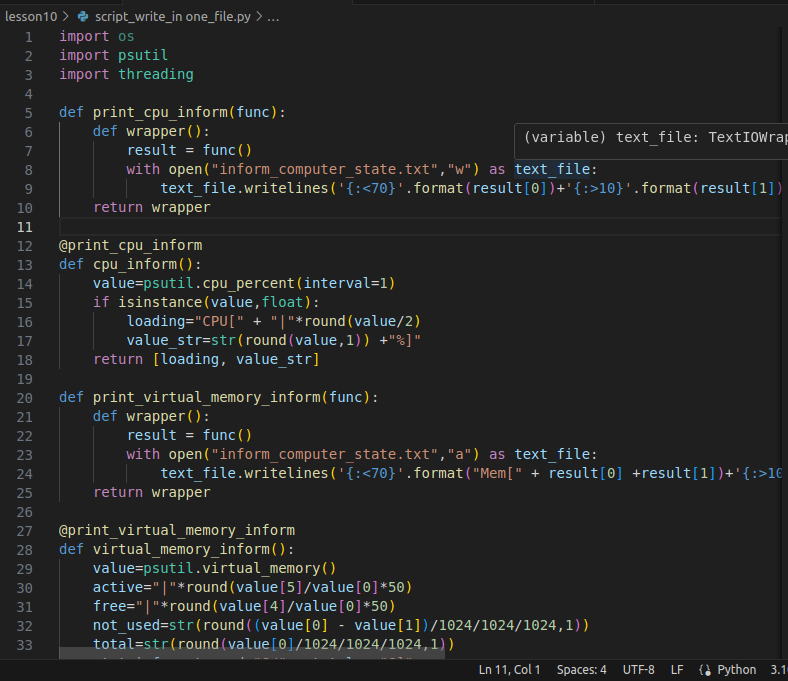 lesson10 > script_write_in one_file.py > ...
1 import os
2 import psutil
3 import threading
4
5 def print_cpu_inform(func):
6 def wrapper():
(variable) text_file: TextIOWrap
7 result = func()
8 with open("inform_computer_state.txt","w") as text_file:
9 text_file.writelines('{:<70}'.format(result[0])+'{:>10}'.format(result[1])
10 return wrapper
11
12 @print_cpu_inform
13 def cpu_inform():
14 value=psutil.cpu_percent(interval=1)
15 if isinstance(value,float):
16 loading="CPU[" + "|"*round(value/2)
17 value_str=str(round(value,1)) +"%]"
18 return [loading, value_str]
19
20 def print_virtual_memory_inform(func):
21 def wrapper():
22 result = func()
23 with open("inform_computer_state.txt","a") as text_file:
24 text_file.writelines('{:<70}'.format("Mem[" + result[0] +result[1])+'{:>10
25 return wrapper
26
27 @print_virtual_memory_inform
28 def virtual_memory_inform():
29 value=psutil.virtual_memory()
30 active="|"*round(value[5]/value[0]*50)
31 free="|"*round(value[4]/value[0]*50)
32 not_used=str(round((value[0] - value[1])/1024/1024/1024,1))
33 total=str(round(value[0]/1024/1024/1024,1))
Ln 11, Col 1 Spaces: 4 UTF-8 LF Python 3.10